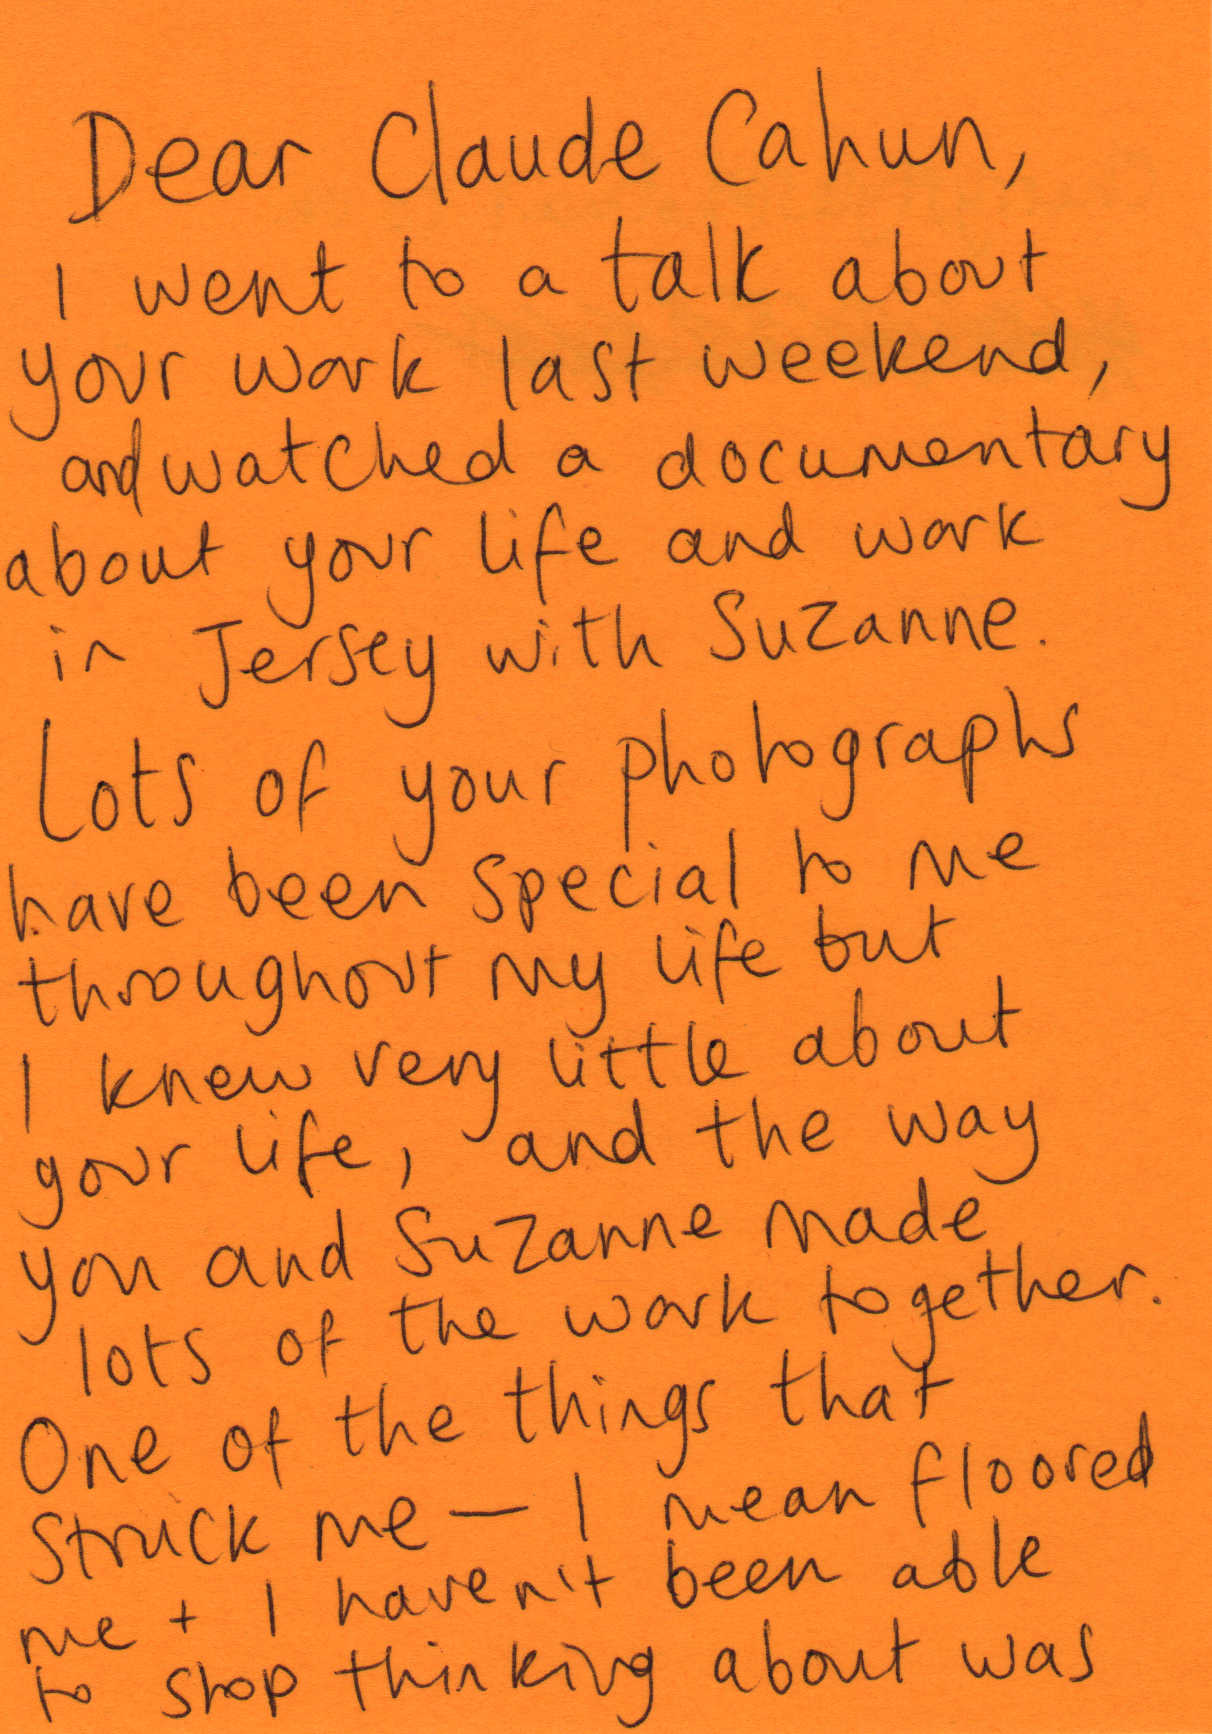 Dear Claude Cahun,
I went to a talk about
your work last weekend,
and watched a documentary
about your life and work
in Jersey with Suzanne.
Lots of your photographs
have been special to me
throughout my life but
I knew very little about
your life, and the way
you and Suzanne made
lots of the work together.
One of the things that
struck me — I mean floored
me + I haven't been able
to stop thinking about was